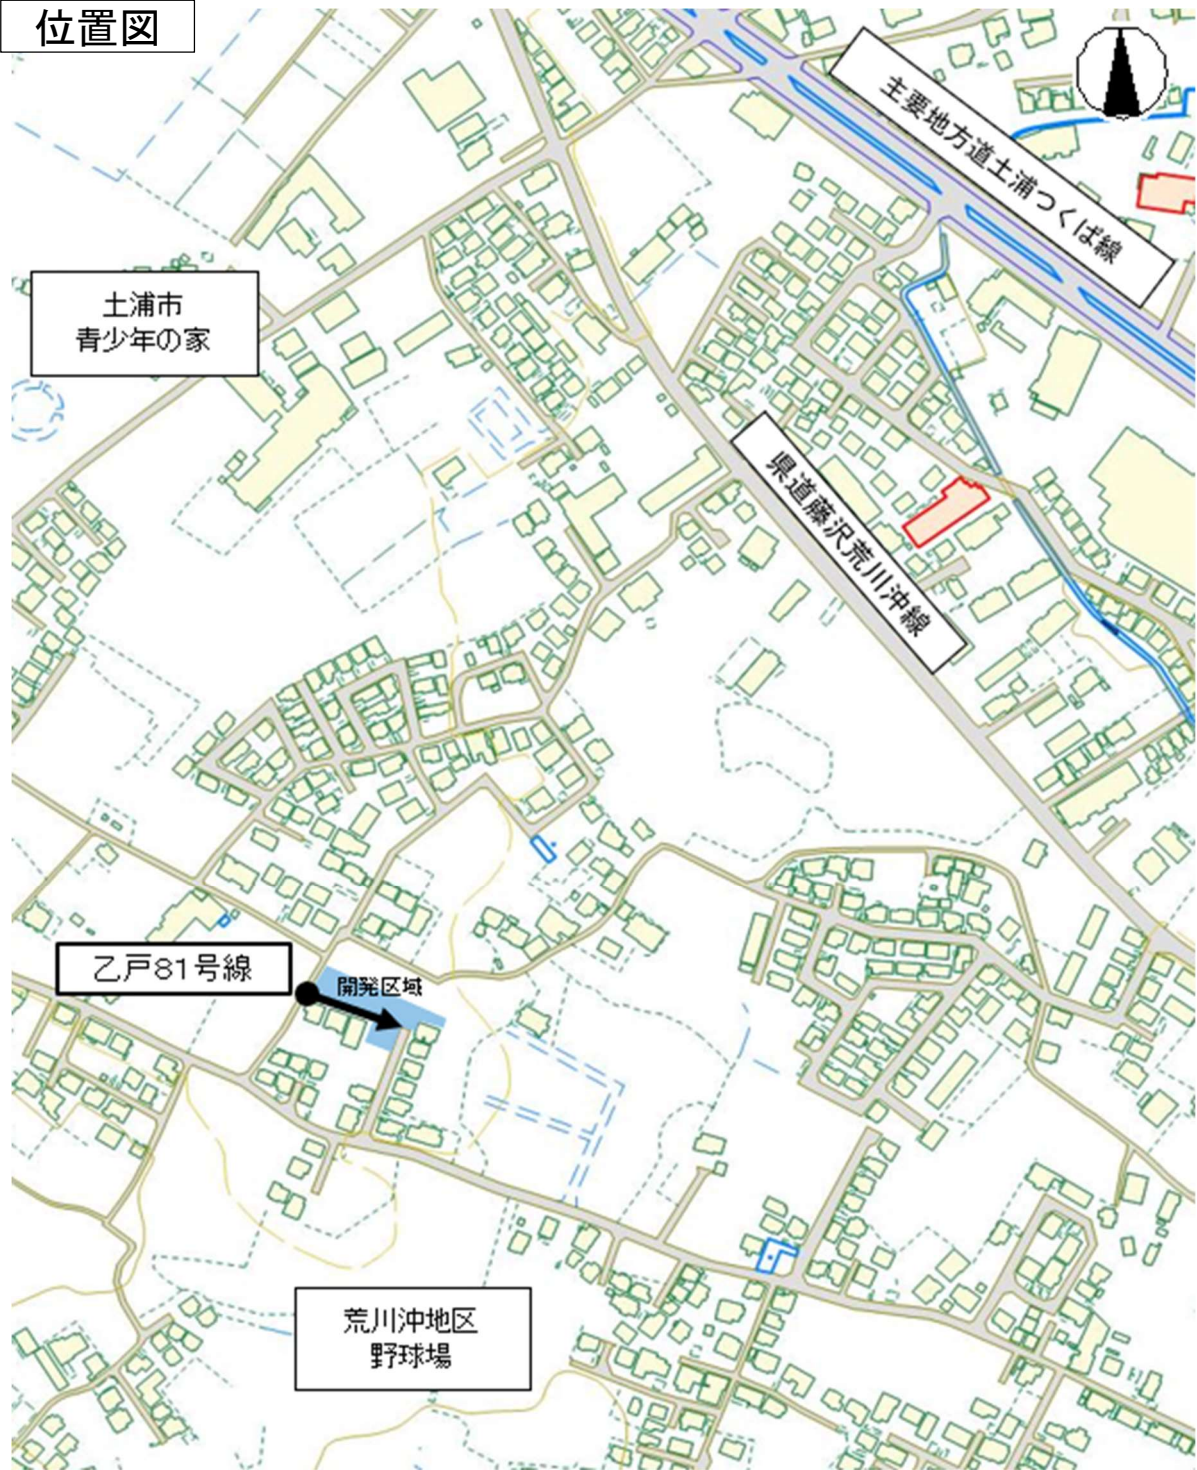 位置図
主要地方道土浦つくば線
土浦市
青少年の家
県道藤沢荒川沖線
乙戸81号線
開発区域
荒川沖地区
野球場